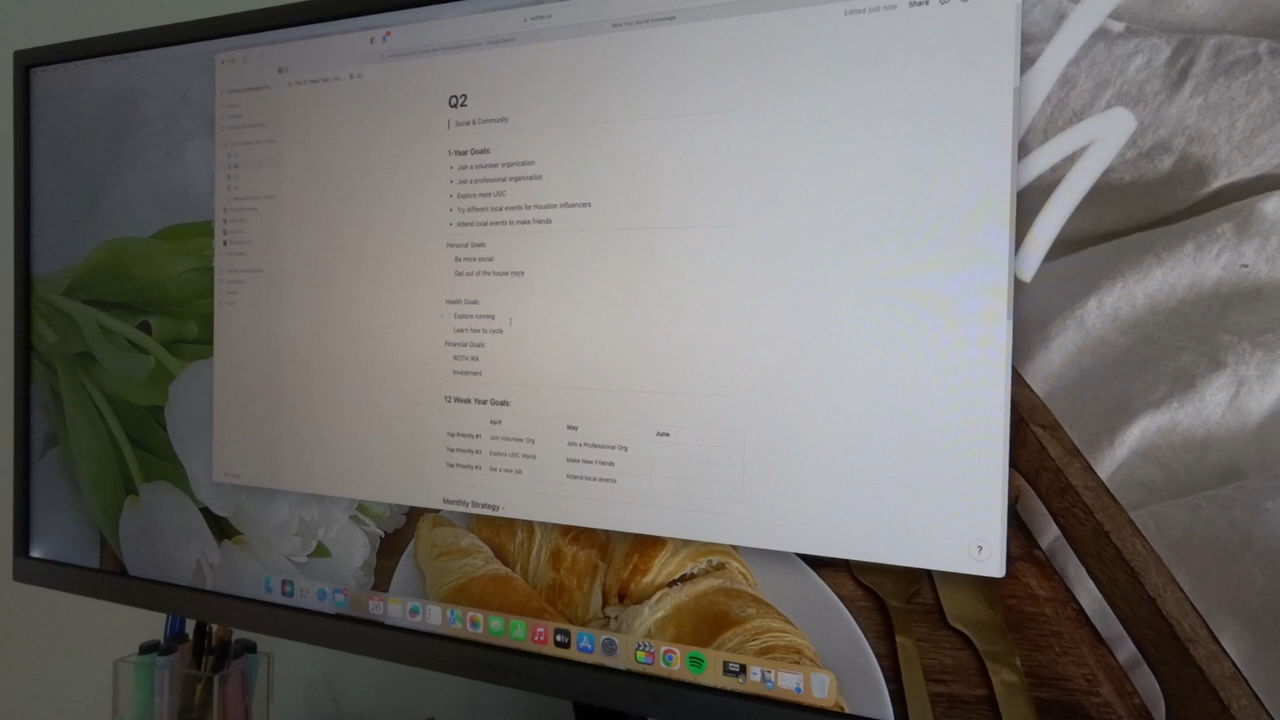 Edited just now
Share
Q2
Social & Community
1-Year Goals:
• Join a volunteer organization
• Join a professional organization
• Explore more UGC
• Try different local events for Houston influencers
• Attend local events to make friends
Personal Goals:
Be more social
Get out of the house more
Health Goals:
Explore running
Learn how to cycle
Financial Goals:
ROTH IRA
Investment
12 Week Year Goals:
April May June
Top Priority #1 Join Volunteer Org Join a Professional Org
Top Priority #2 Explore UGC World Make New Friends
Top Priority #3 Get a new job Attend local events
Monthly Strategy -
?